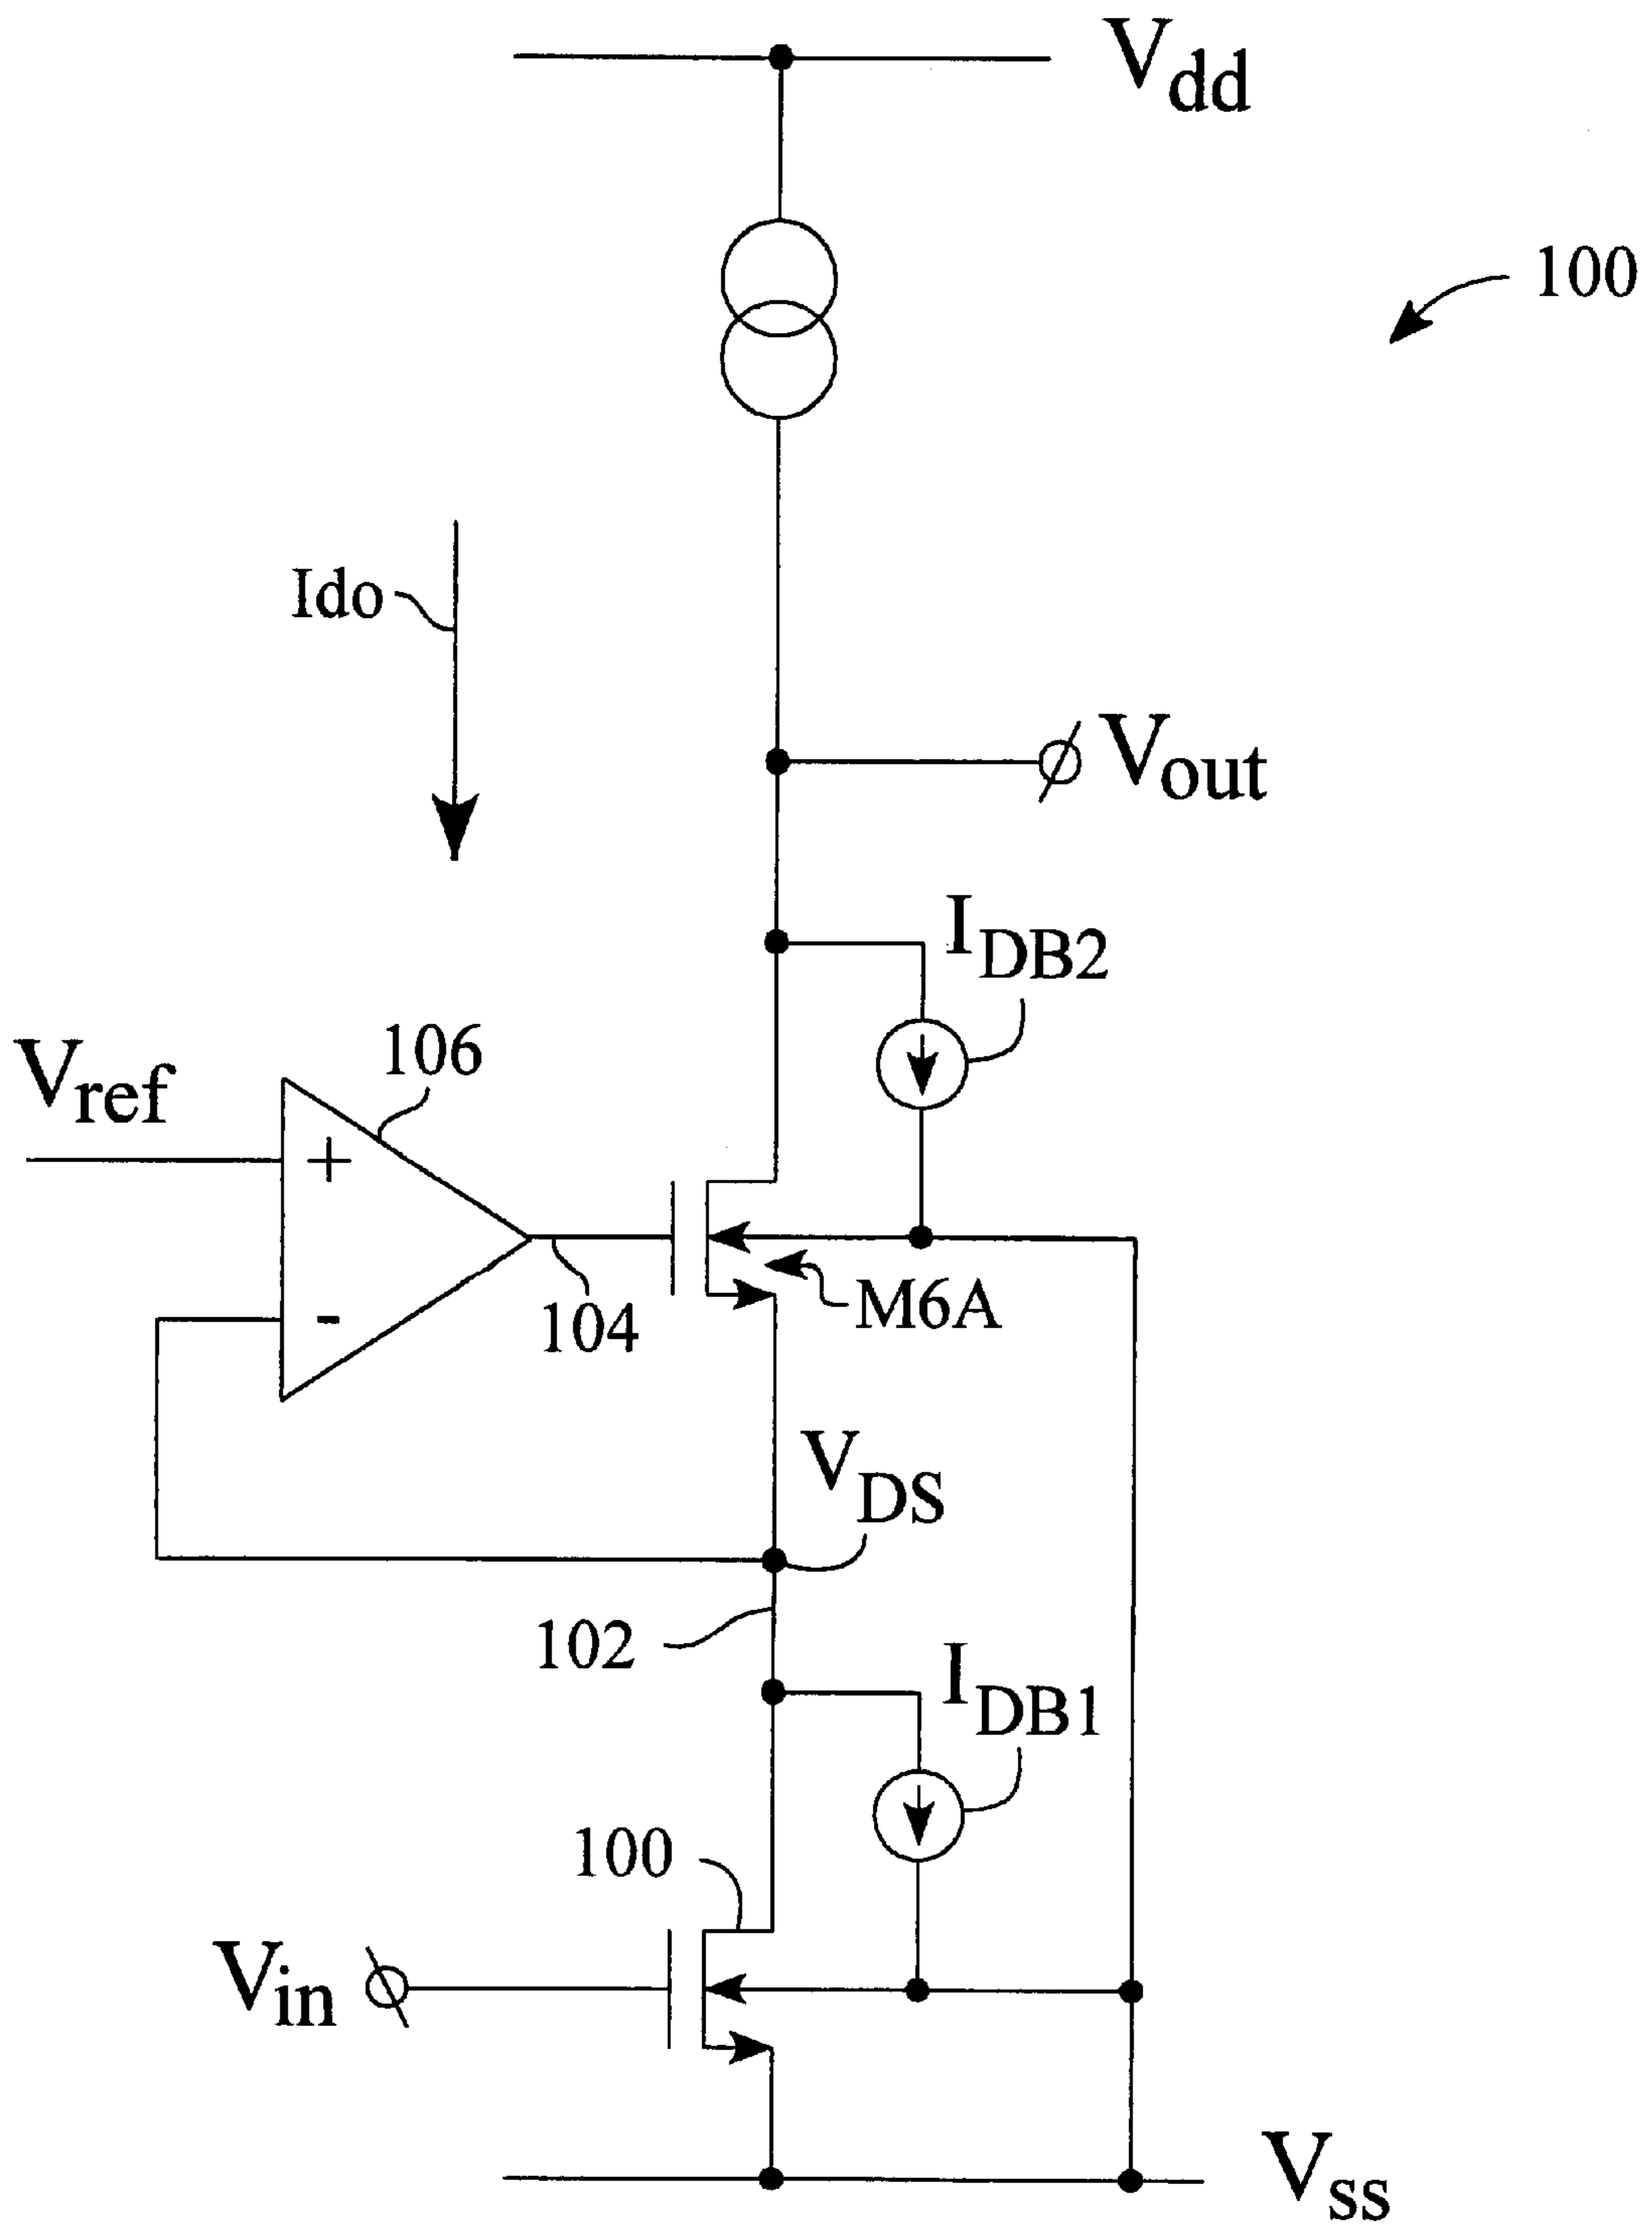 Vdd
100
Ido
Vout
IDB2
106
Vref
+
104
M6A
-
VDS
102
IDB1
100
Vin
Vss